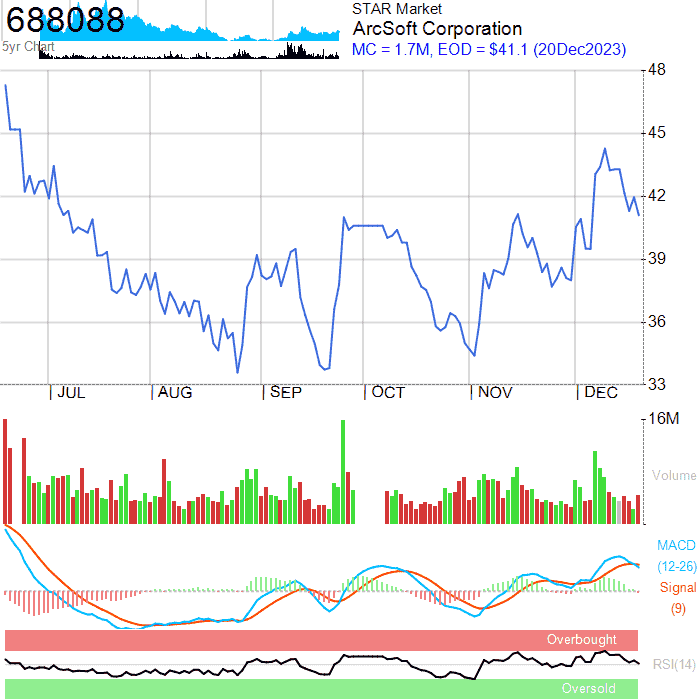 688088
5yr Chart
STAR Market
ArcSoft Corporation
MC = 1.7M, EOD = $41.1 (20Dec2023)
48
45
42
39
36
33
JUL AUG SEP OCT NOV DEC
16M
Volume
MACD
(12-26)
Signal
(9)
Overbought
RSI(14)
Oversold